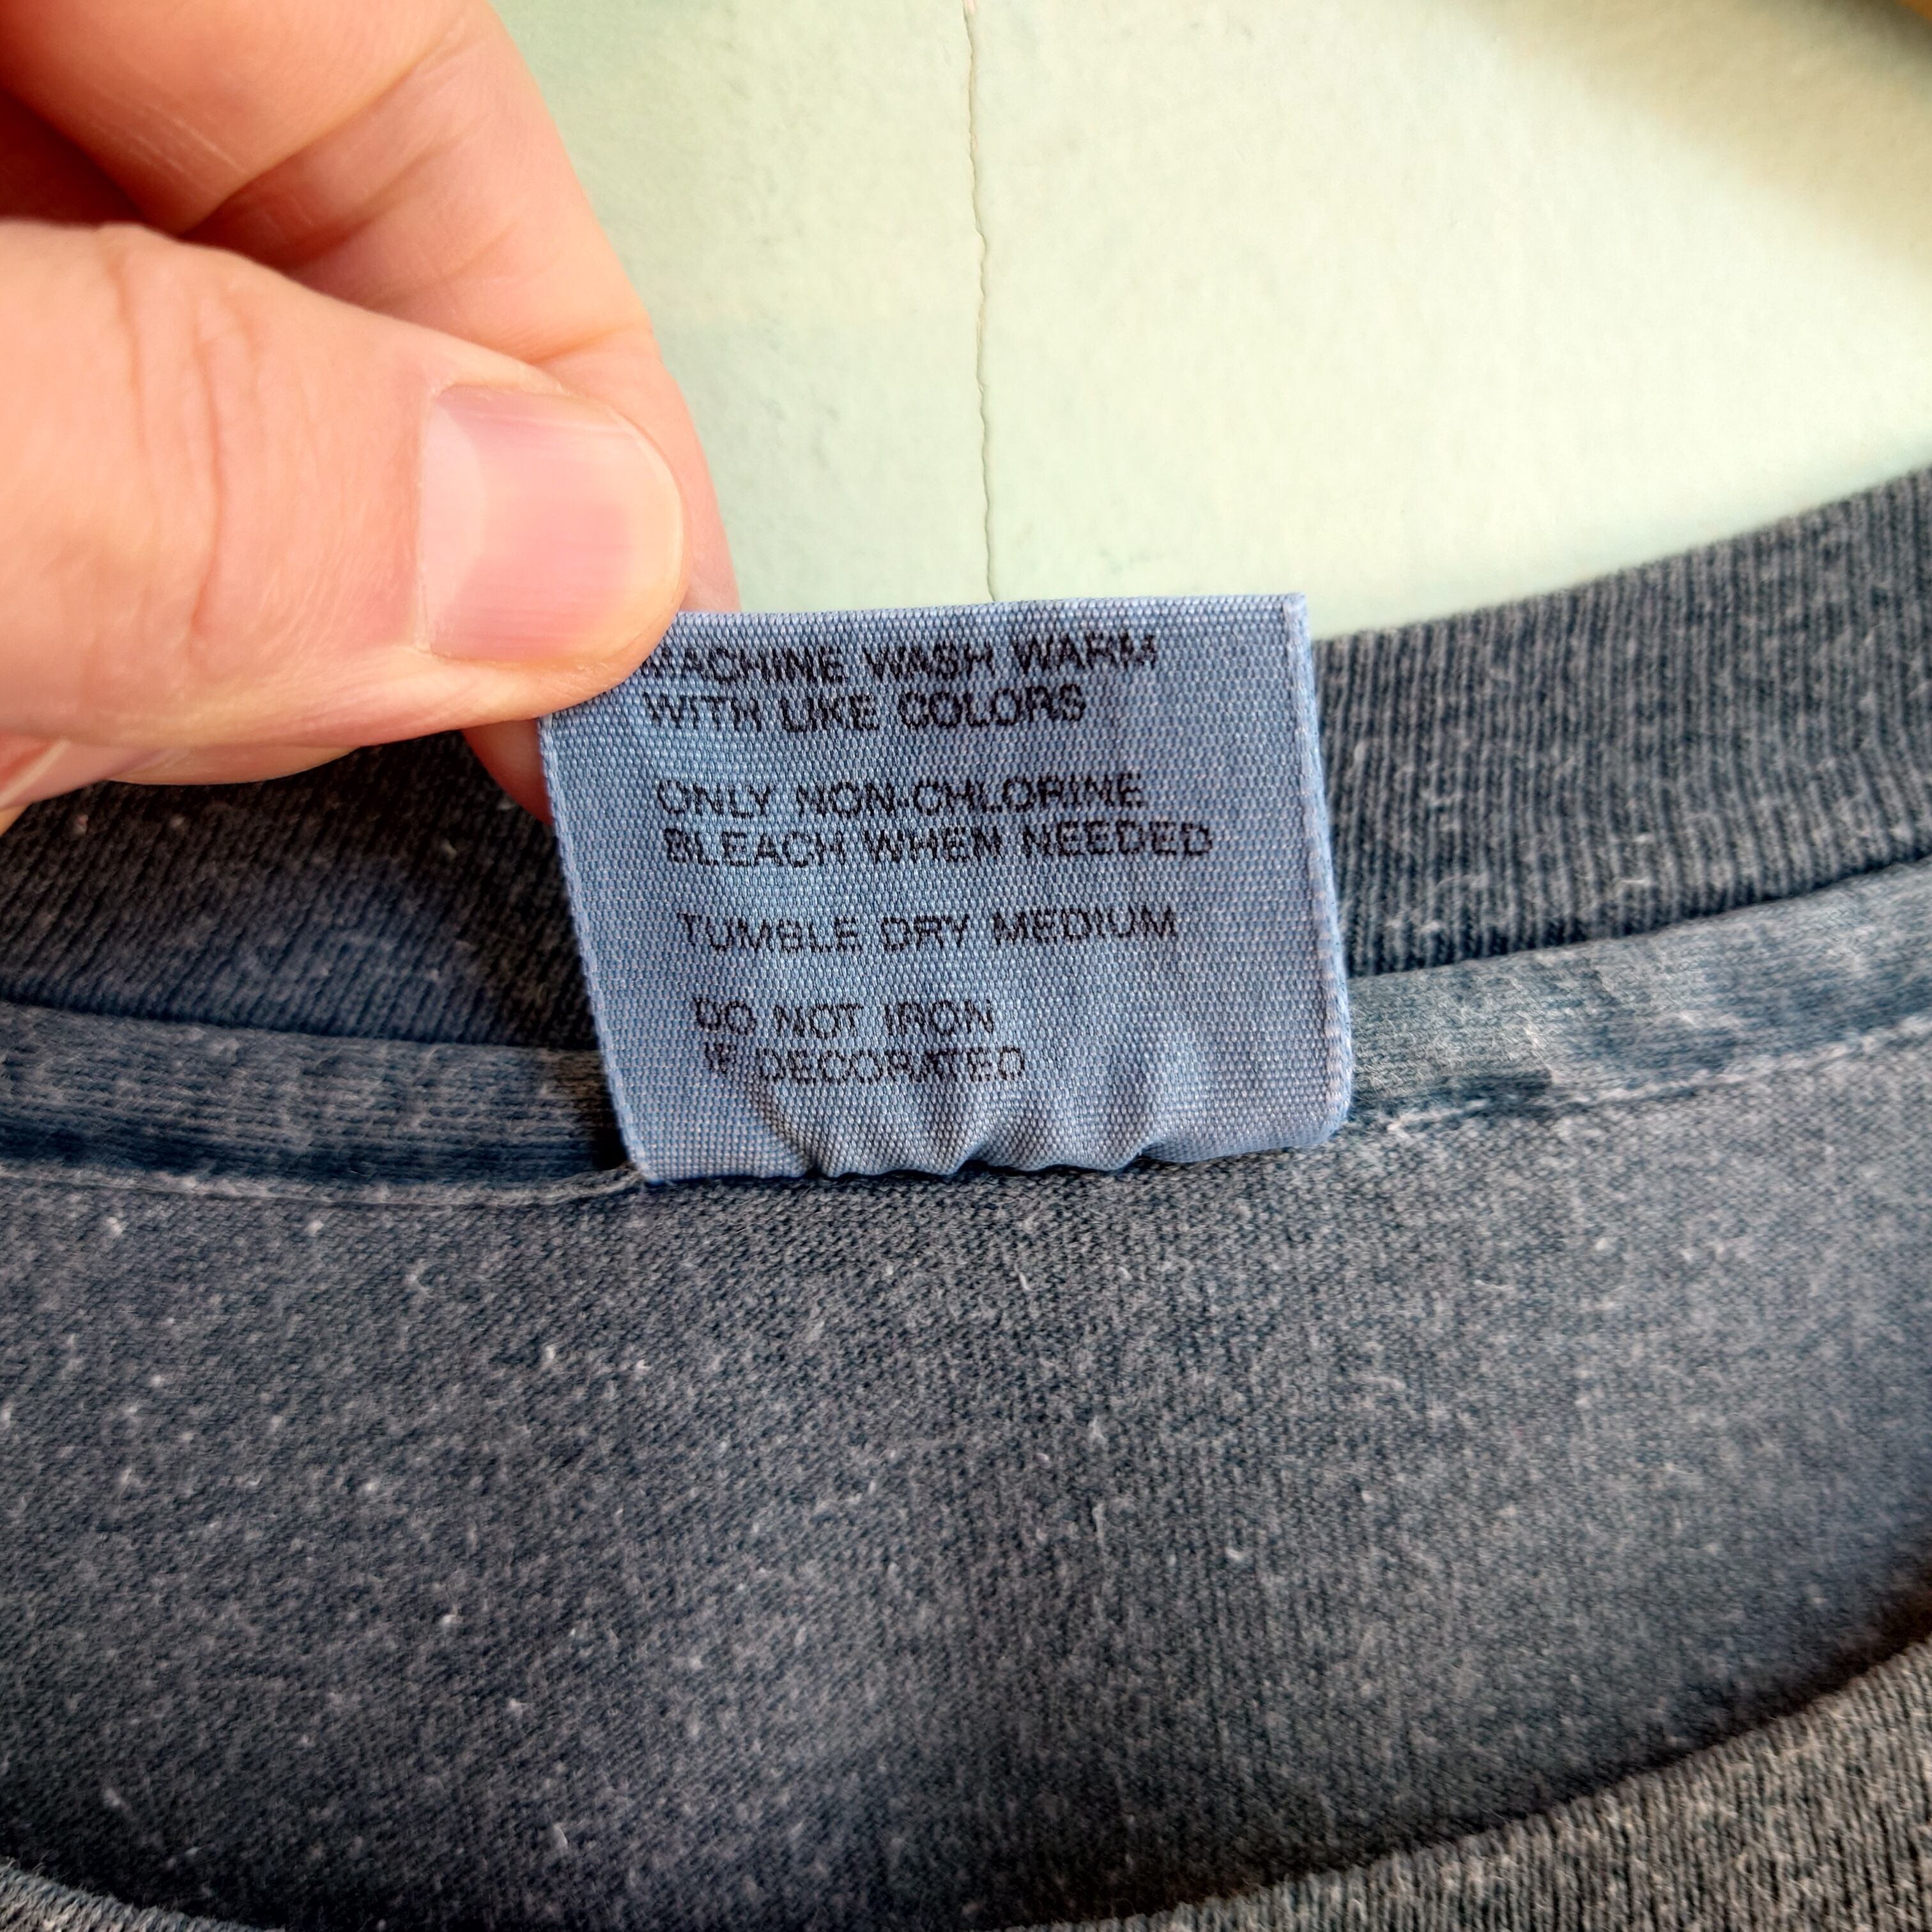 MACHINE WASH WARM
WITH LIKE COLORS
ONLY NON-CHLORINE
BLEACH WHEN NEEDED
TUMBLE DRY MEDIUM
DO NOT IRON
IF DECORATED